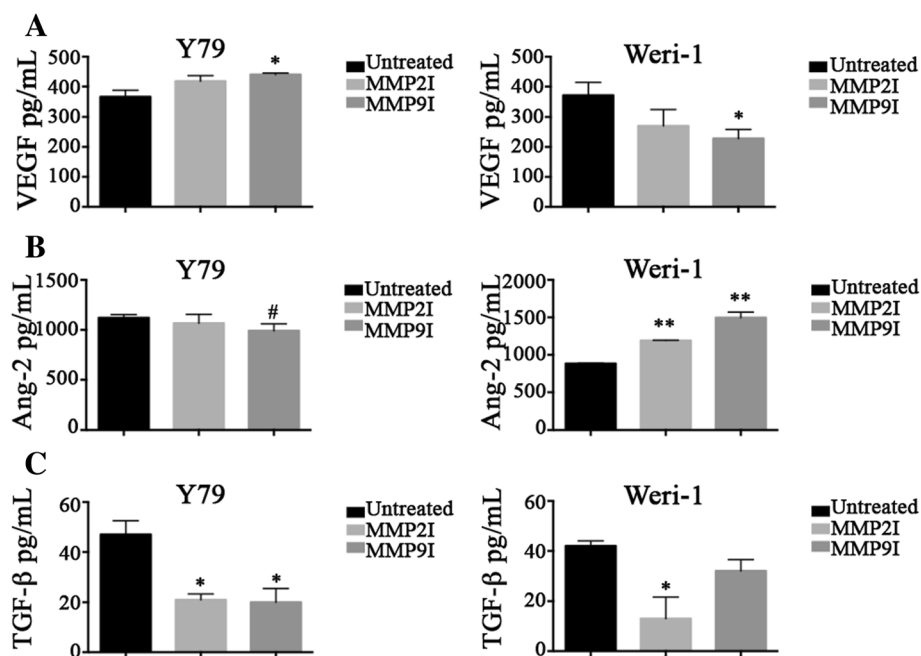 A
Y79
VEGF pg/mL
500
400
300
200
100
0
*
Untreated
MMP2I
MMP9I
Weri-1
VEGF pg/mL
500
400
300
200
100
0
*
Untreated
MMP2I
MMP9I
B
Y79
Ang-2 pg/mL
1500
1000
500
0
#
Untreated
MMP2I
MMP9I
Weri-1
Ang-2 pg/mL
2000
1500
1000
500
0
**
**
Untreated
MMP2I
MMP9I
C
Y79
TGF-β pg/mL
60
40
20
0
*
*
Untreated
MMP2I
MMP9I
Weri-1
TGF-β pg/mL
60
40
20
0
*
Untreated
MMP2I
MMP9I